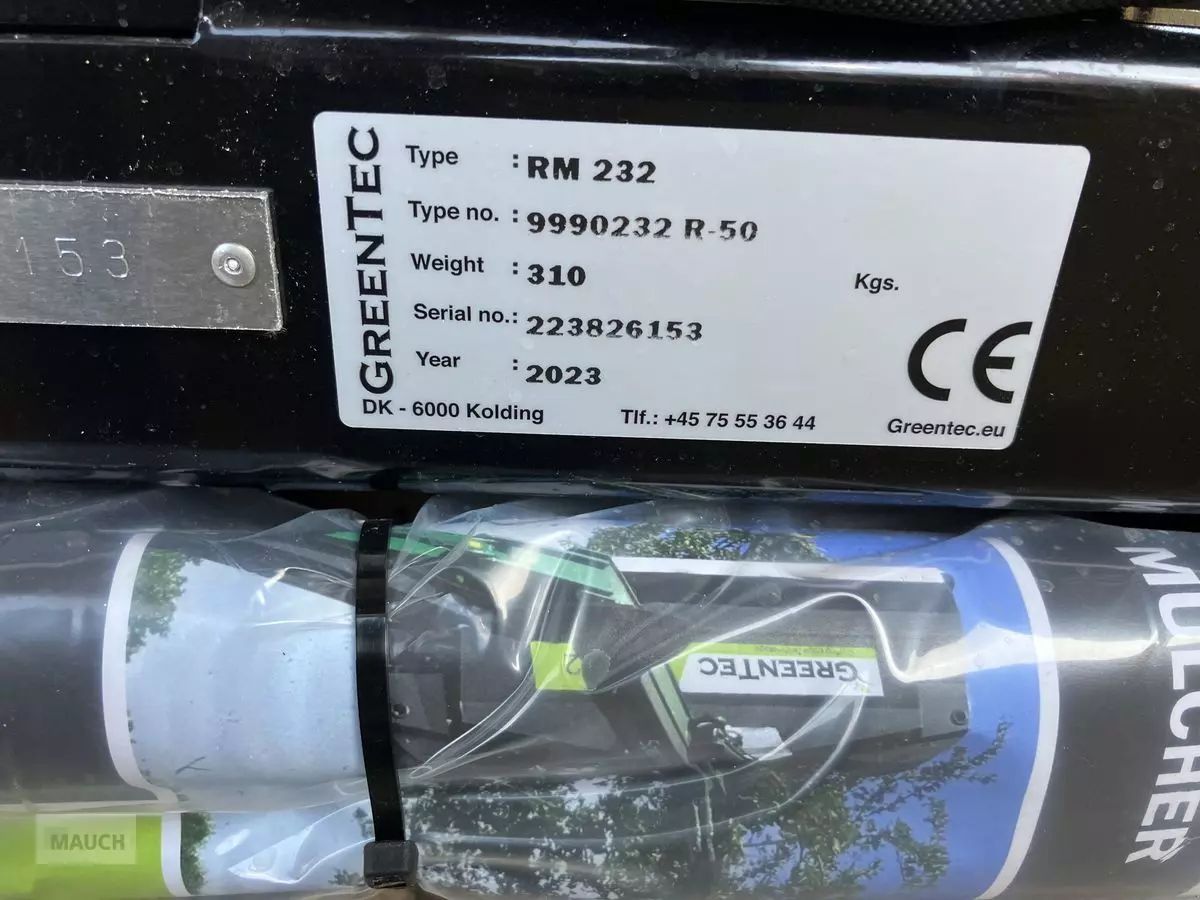 153
GREENTEC
Type : RM 232
Type no. : 9990232 R-50
Weight : 310 Kgs.
Serial no.: 223826153
Year : 2023
DK - 6000 Kolding Tlf.: +45 75 55 36 44
CE
Greentec.eu
GREENTEC
MULCHER
MAUCH